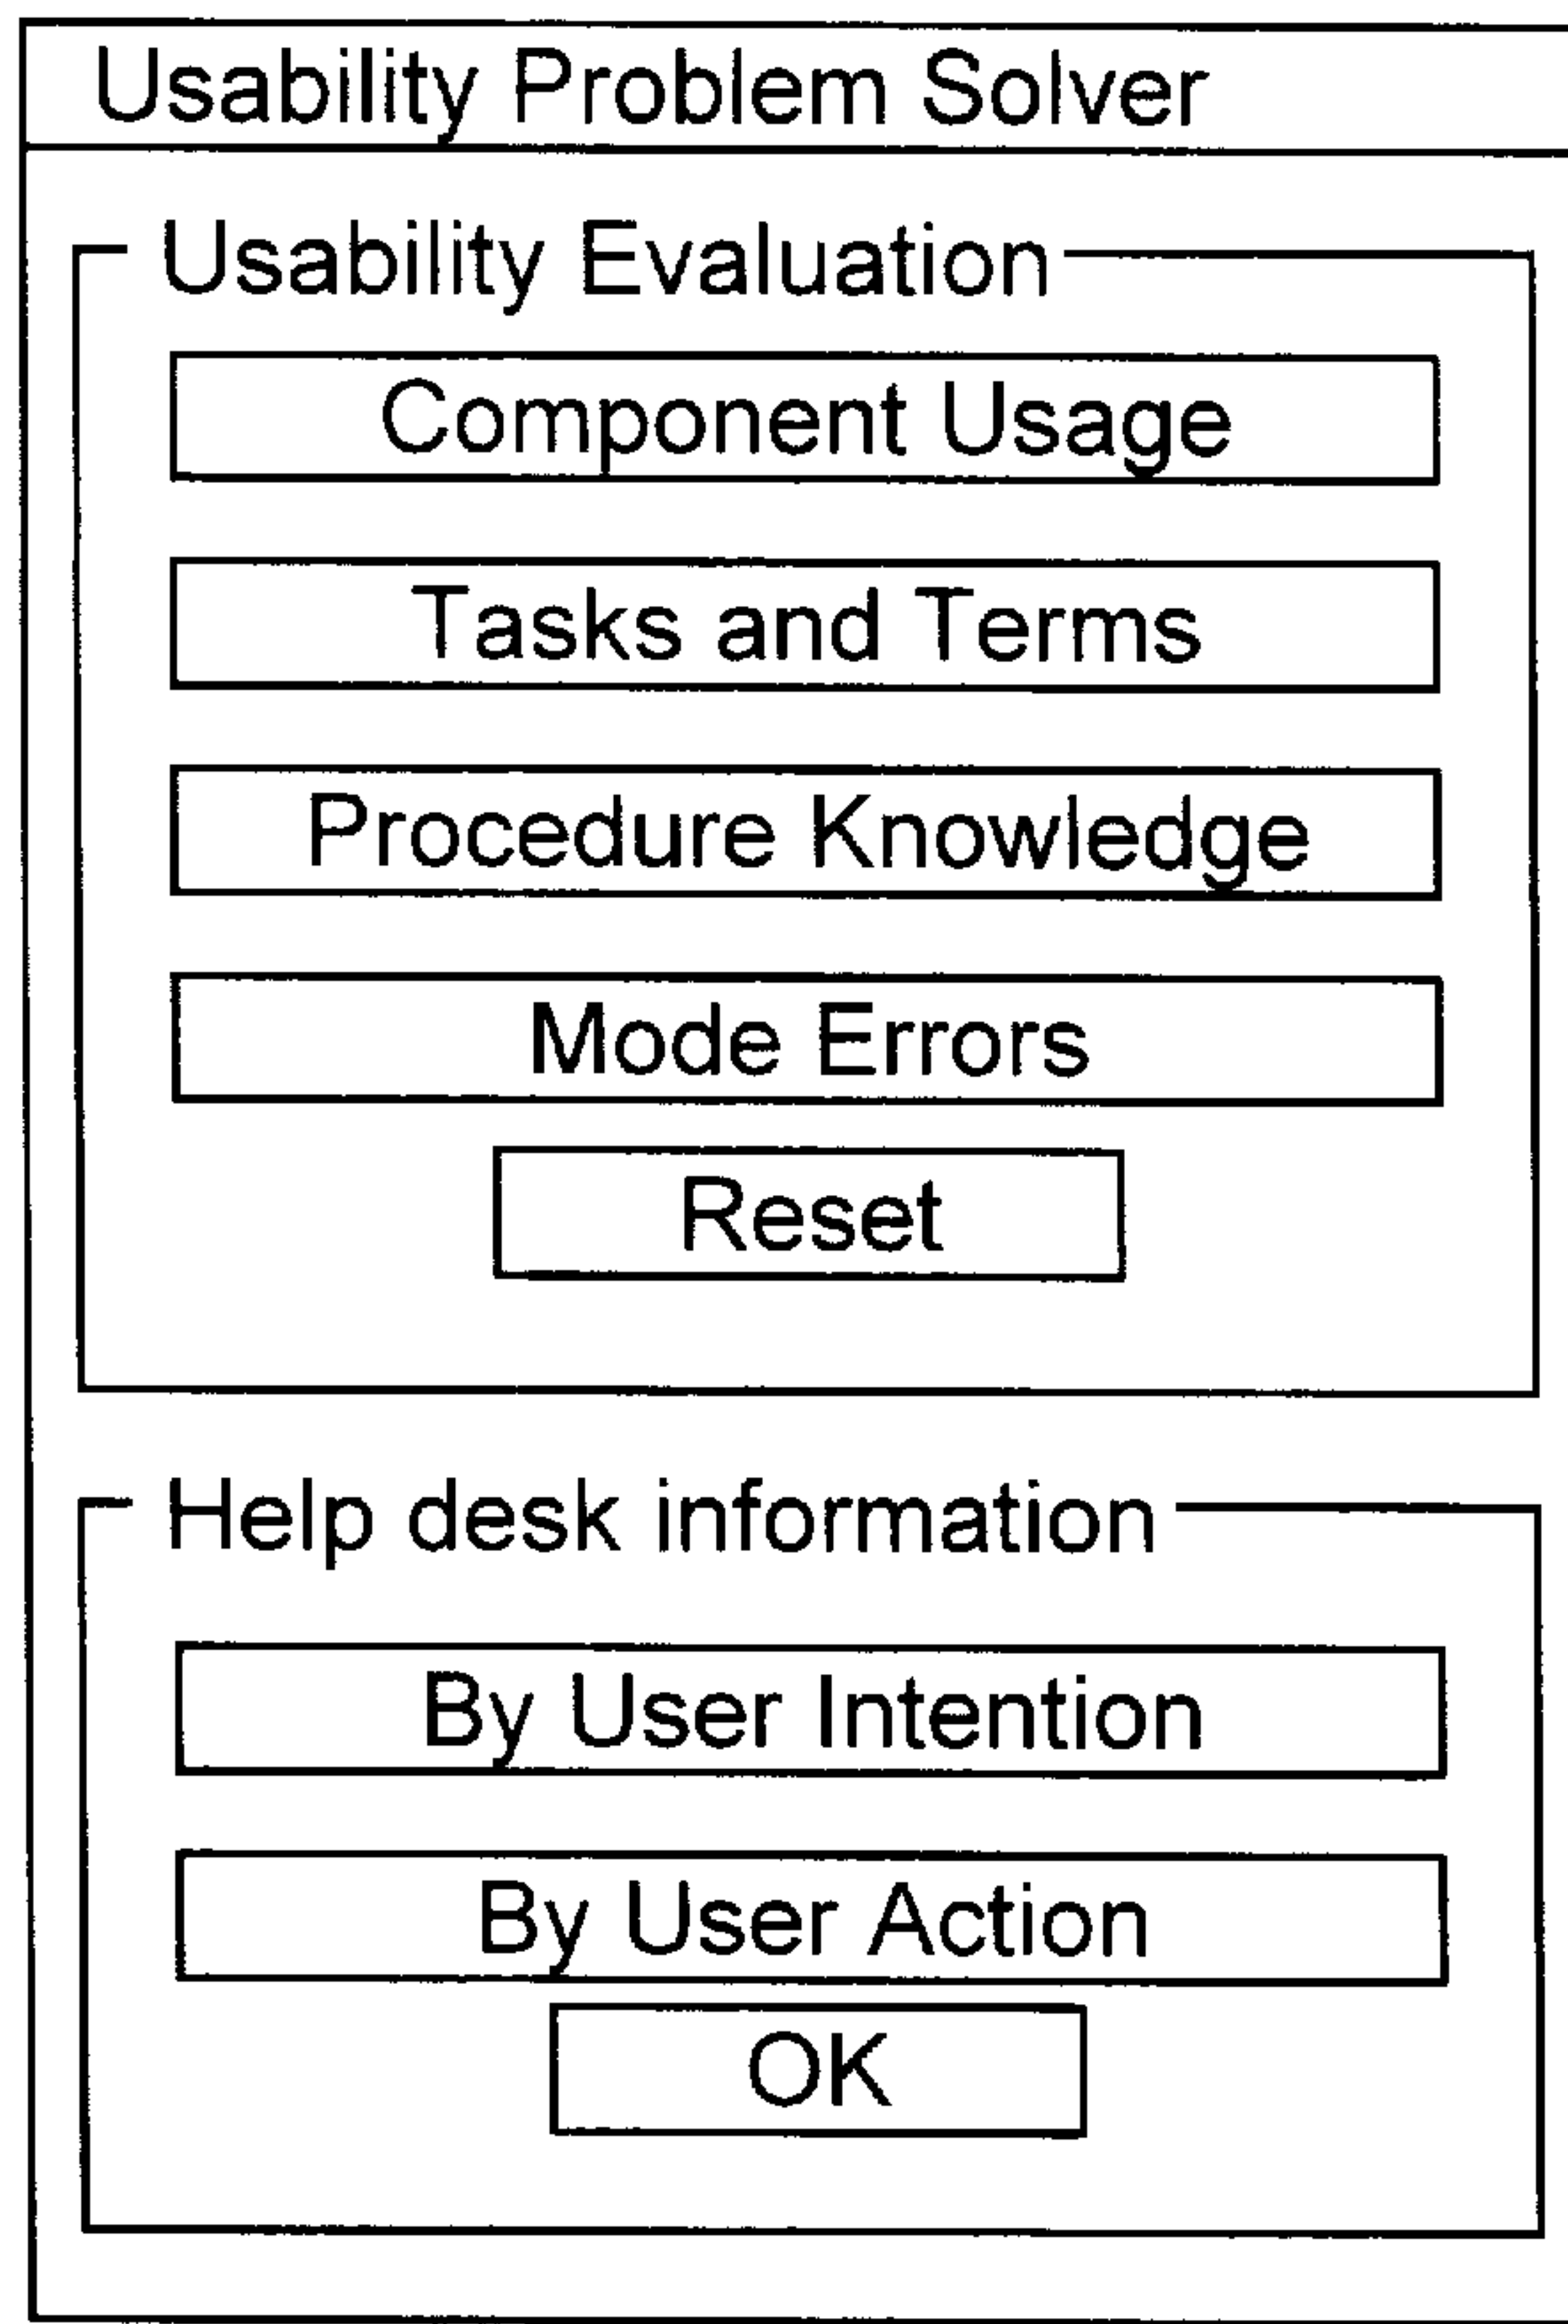 Usability Problem Solver
Usability Evaluation
Component Usage
Tasks and Terms
Procedure Knowledge
Mode Errors
Reset
Help desk information
By User Intention
By User Action
OK